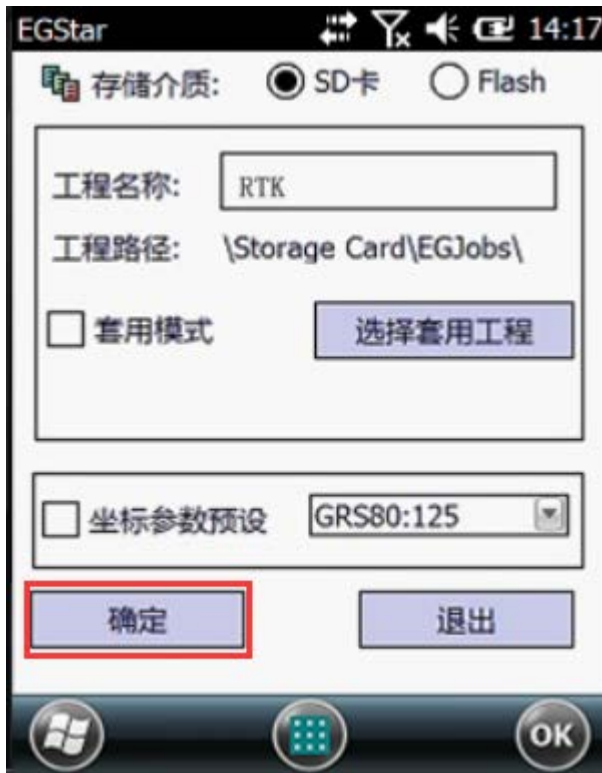 EGStar 14:17
存储介质: SD卡 Flash
工程名称: RTK
工程路径: \Storage Card\EGJobs\
套用模式 选择套用工程
坐标参数预设 GRS80:125
确定 退出
OK